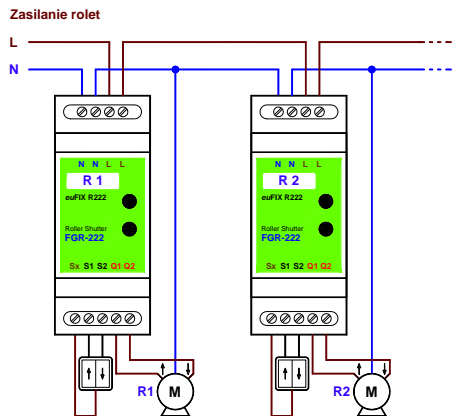 Zasilanie rolet
L
N
N N L L
R 1
euFIX R222
Roller Shutter
FGR-222
Sx S1 S2 Q1 Q2
R1
M
N N L L
R 2
euFIX R222
Roller Shutter
FGR-222
Sx S1 S2 Q1 Q2
R2
M